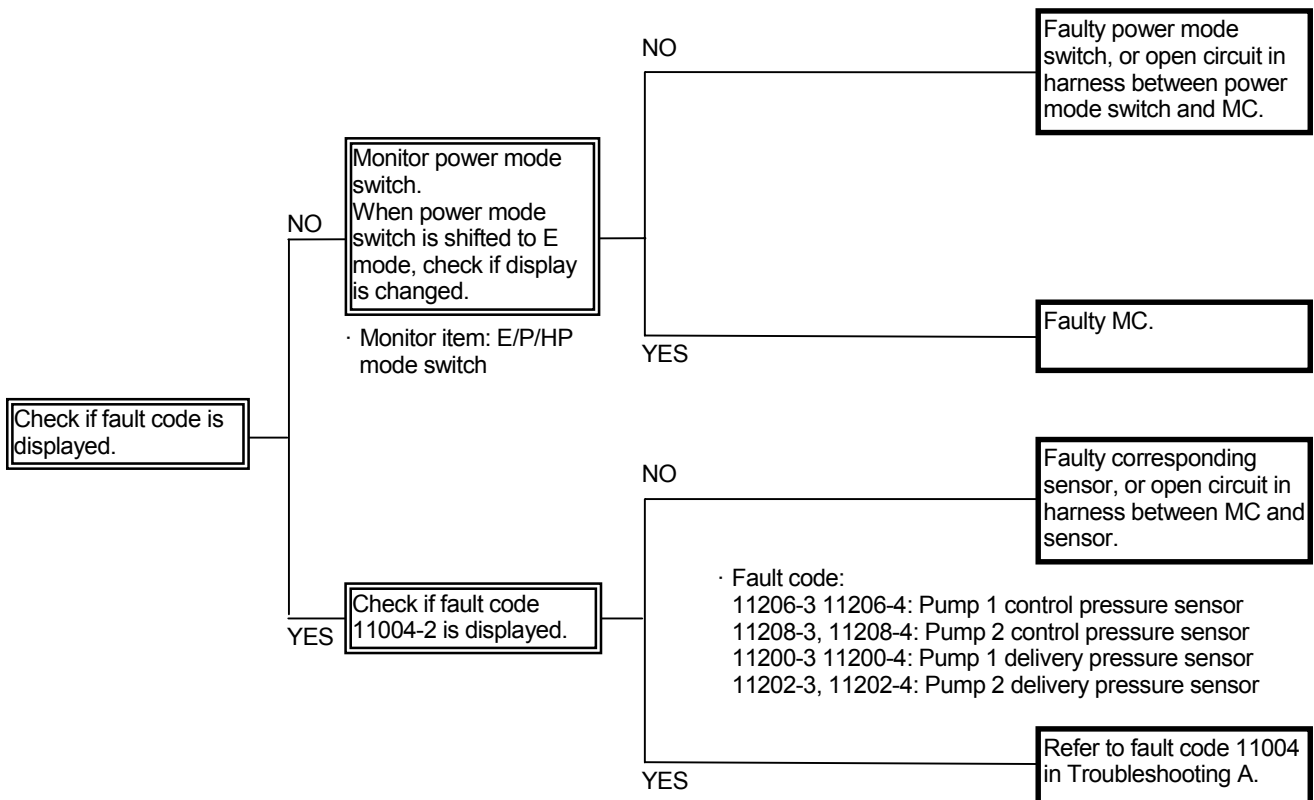 NO
Faulty power mode
switch, or open circuit in
harness between power
mode switch and MC.
Monitor power mode
switch.
When power mode
switch is shifted to E
mode, check if display
is changed.
NO
· Monitor item: E/P/HP
mode switch
YES
Faulty MC.
Check if fault code is
displayed.
NO
Faulty corresponding
sensor, or open circuit in
harness between MC and
sensor.
· Fault code:
11206-3 11206-4: Pump 1 control pressure sensor
11208-3, 11208-4: Pump 2 control pressure sensor
11200-3 11200-4: Pump 1 delivery pressure sensor
11202-3, 11202-4: Pump 2 delivery pressure sensor
YES
Check if fault code
11004-2 is displayed.
YES
Refer to fault code 11004
in Troubleshooting A.